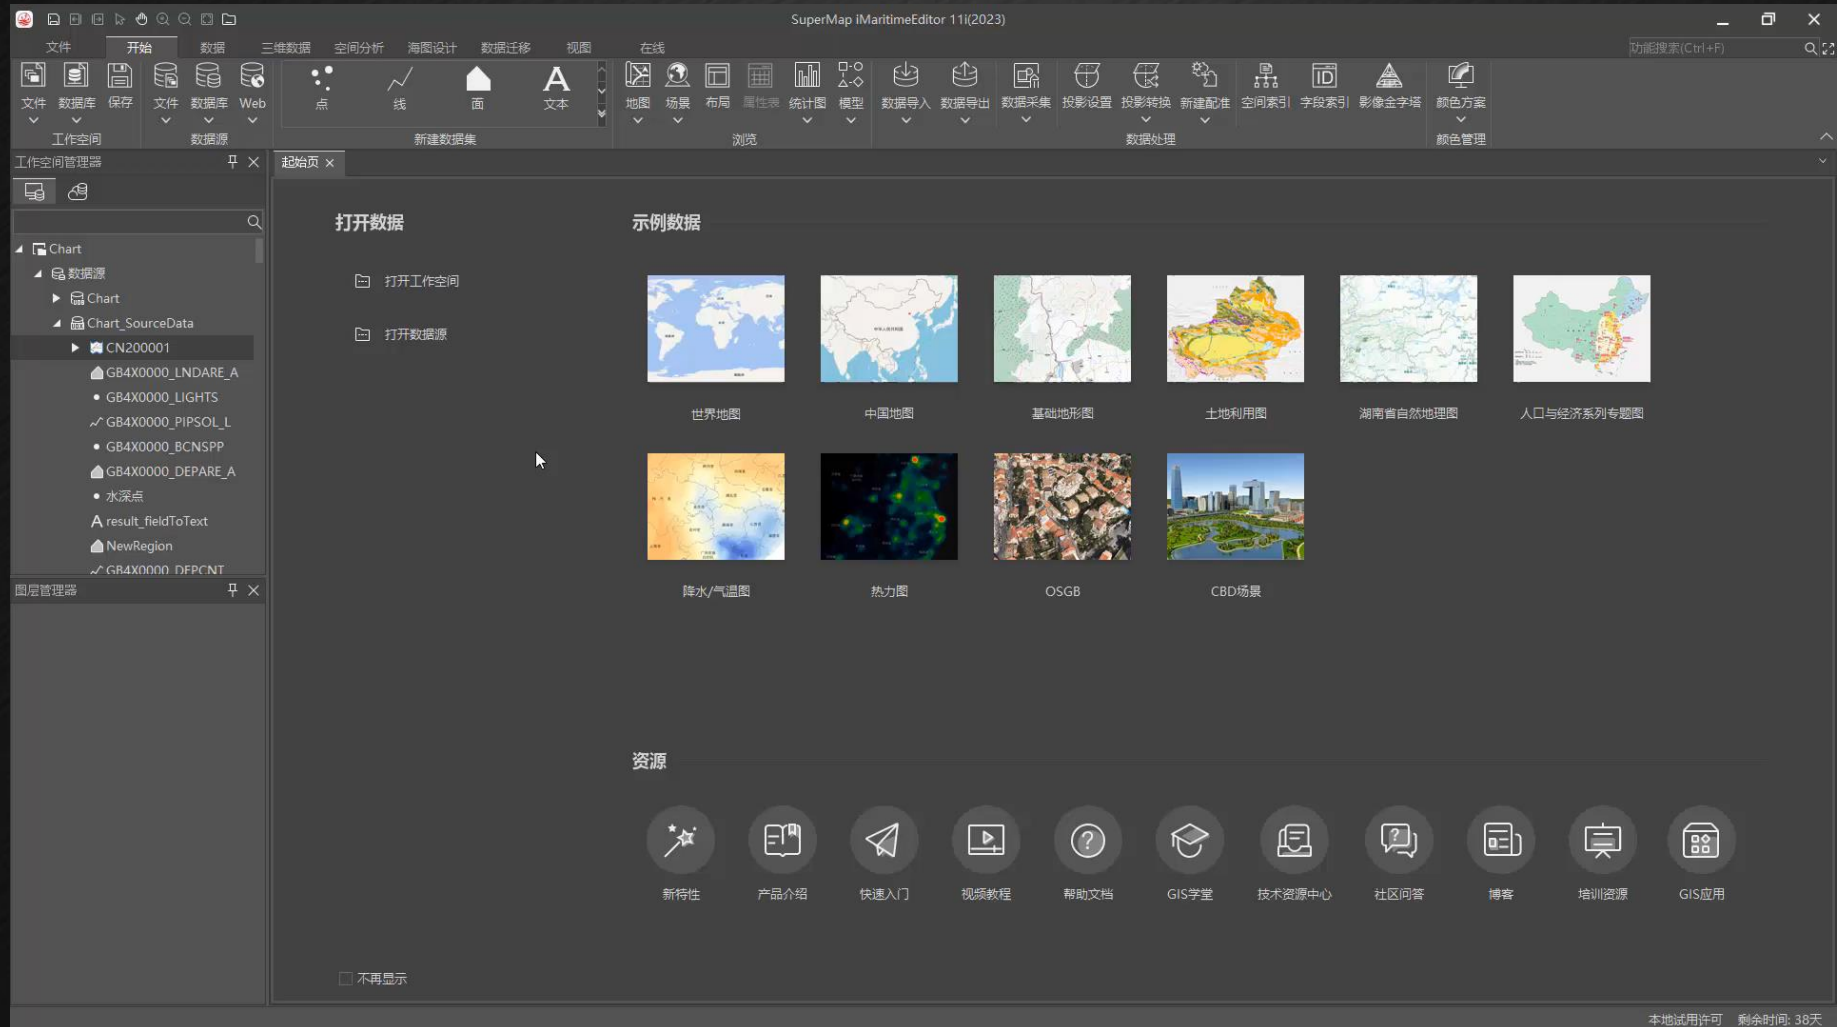 SuperMap iMaritimeEditor 11i(2023)
文件 开始 数据 三维数据 空间分析 海图设计 数据迁移 视图 在线
功能搜索(Ctrl+F)
文件 数据库 保存 文件 数据库 Web 点 线 面 文本 地图 场景 布局 属性表 统计图 模型 数据导入 数据导出 数据采集 投影设置 投影转换 新建配准 空间索引 字段索引 影像金字塔 颜色方案
工作空间 数据源 新建数据集 浏览 数据处理 颜色管理
工作空间管理器
起始页
Chart
数据源
Chart
Chart_SourceData
CN200001
GB4X0000_LNDARE_A
GB4X0000_LIGHTS
GB4X0000_PIPSOL_L
GB4X0000_BCNSPP
GB4X0000_DEPARE_A
水深点
result_fieldToText
NewRegion
GB4X0000_DEPCNT
图层管理器
打开数据
打开工作空间
打开数据源
示例数据
世界地图 中国地图 基础地形图 土地利用图 湖南省自然地理图 人口与经济系列专题图
降水/气温图 热力图 OSGB CBD场景
资源
新特性 产品介绍 快速入门 视频教程 帮助文档 GIS学堂 技术资源中心 社区问答 博客 培训资源 GIS应用
不再显示
本地试用许可 剩余时间: 38天